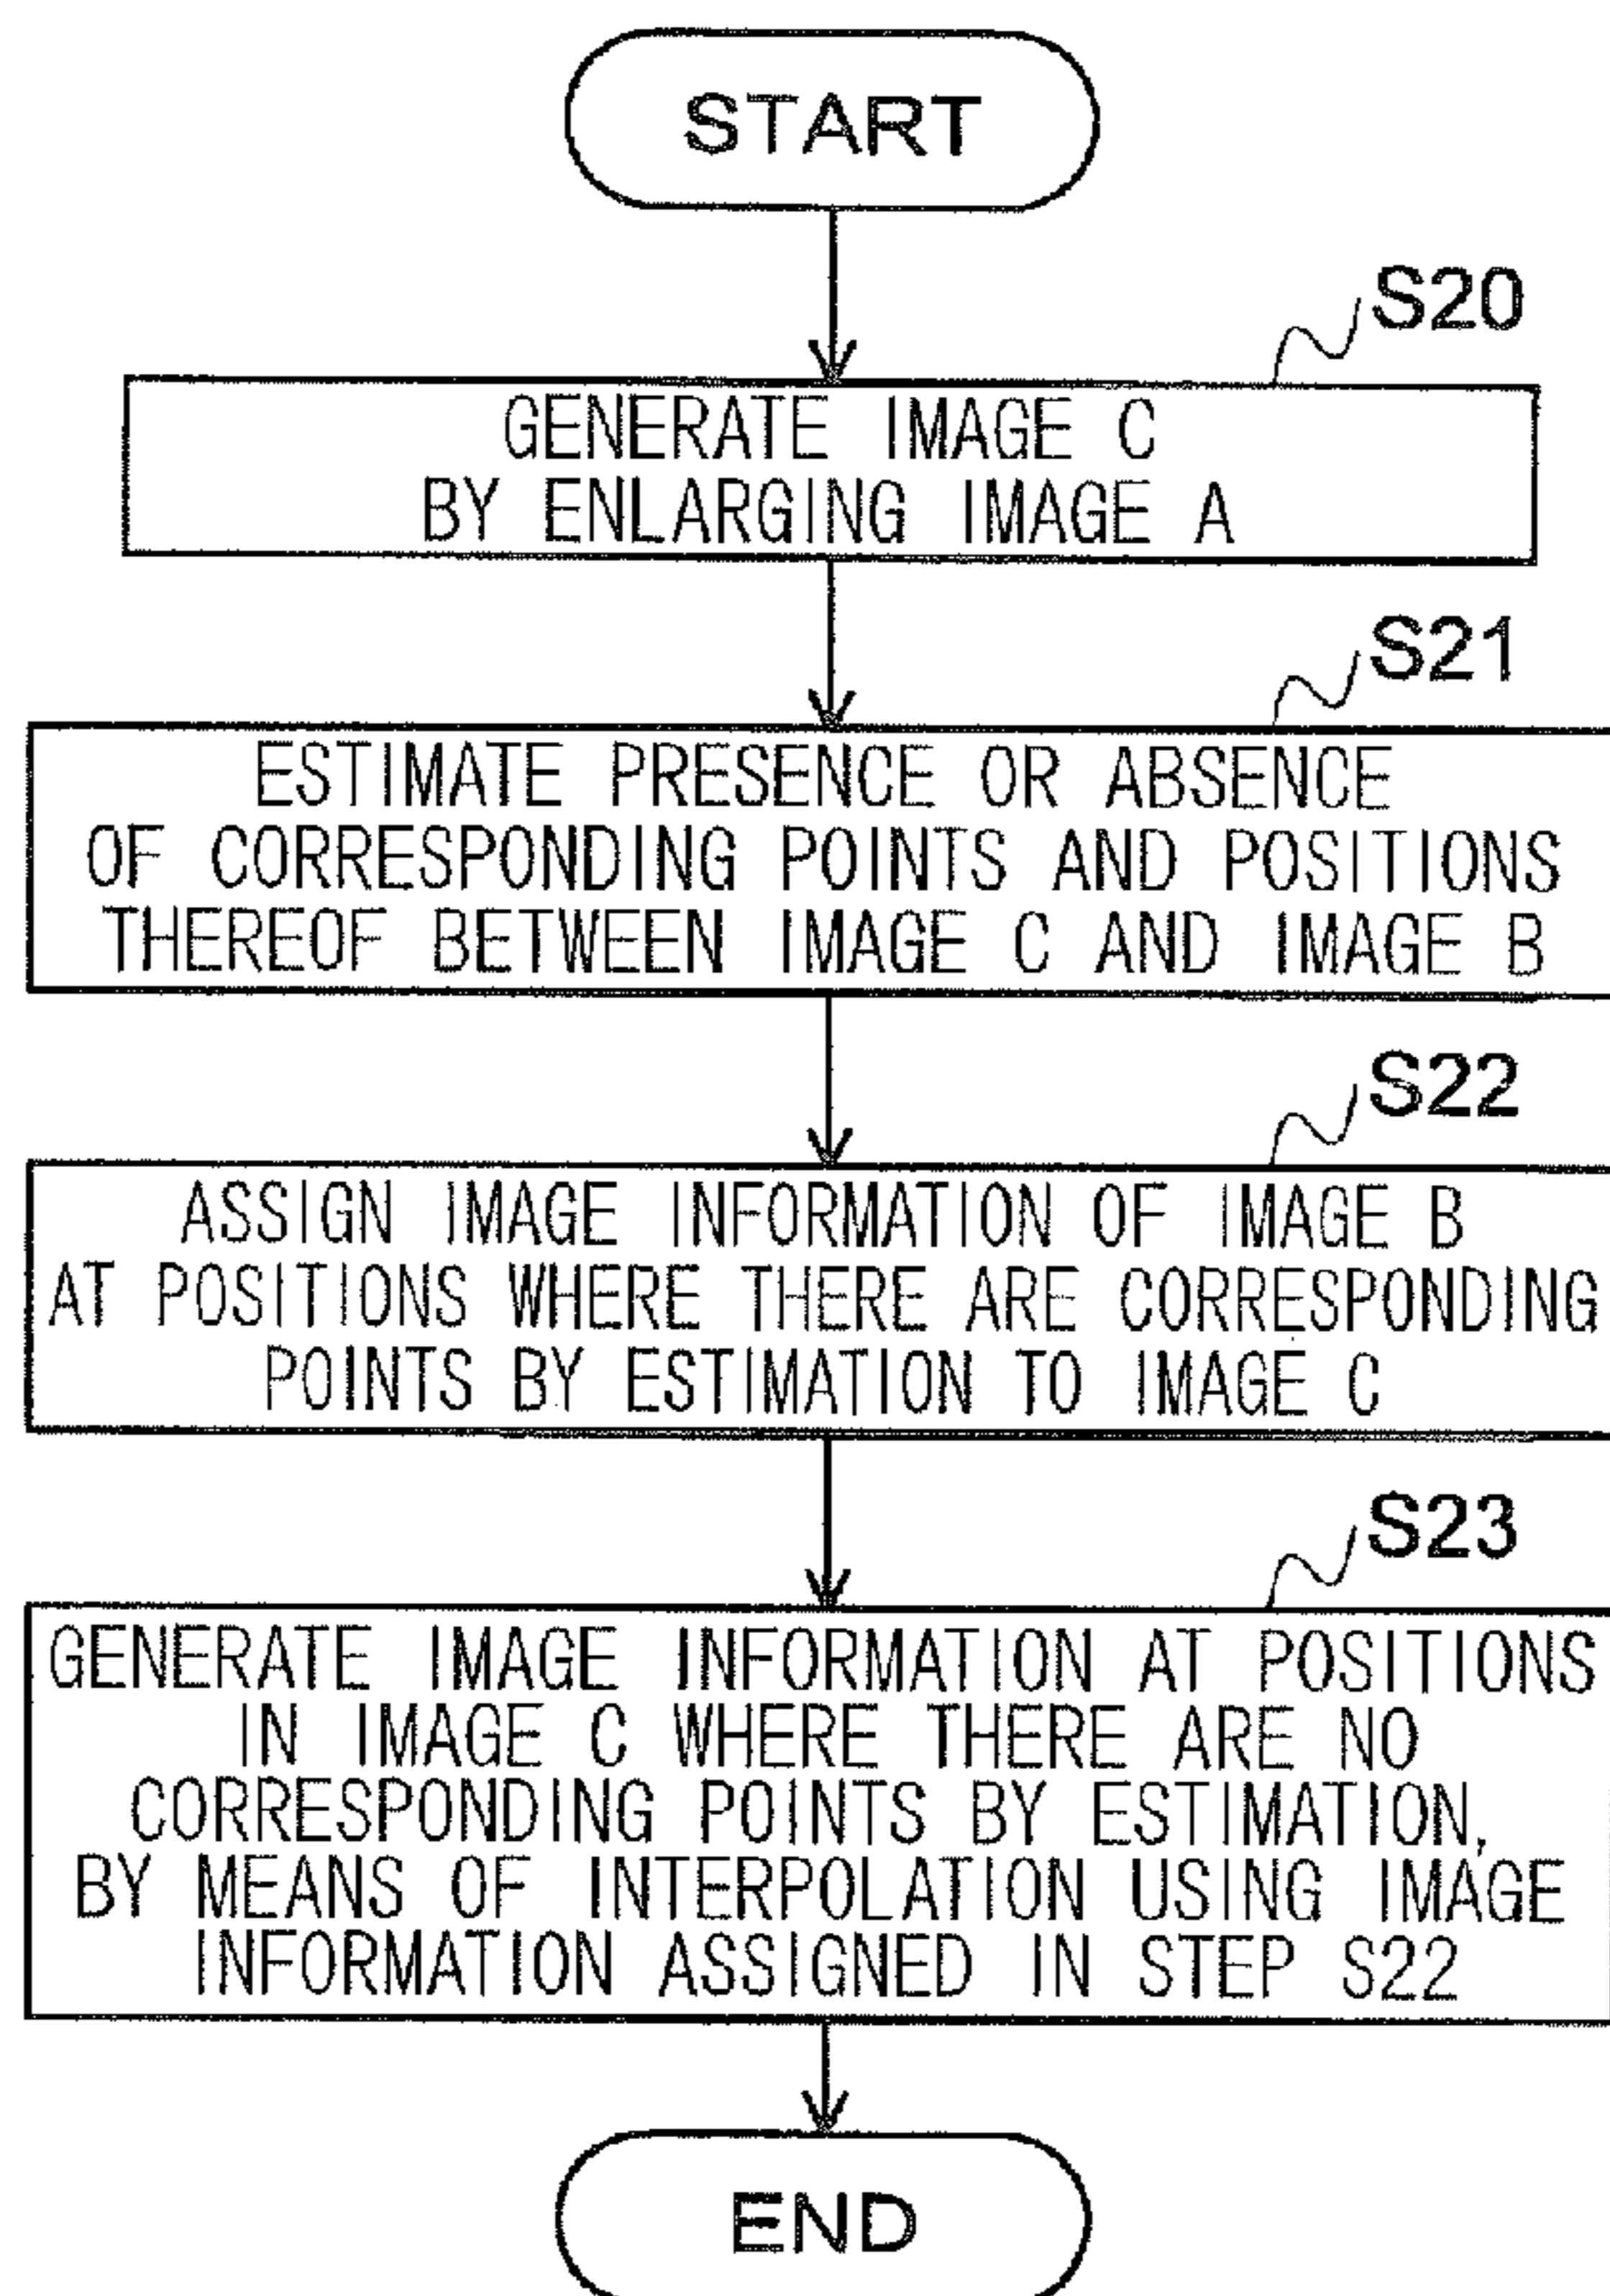 START
S20
GENERATE IMAGE C
BY ENLARGING IMAGE A
S21
ESTIMATE PRESENCE OR ABSENCE
OF CORRESPONDING POINTS AND POSITIONS
THEREOF BETWEEN IMAGE C AND IMAGE B
S22
ASSIGN IMAGE INFORMATION OF IMAGE B
AT POSITIONS WHERE THERE ARE CORRESPONDING
POINTS BY ESTIMATION TO IMAGE C
S23
GENERATE IMAGE INFORMATION AT POSITIONS
IN IMAGE C WHERE THERE ARE NO
CORRESPONDING POINTS BY ESTIMATION,
BY MEANS OF INTERPOLATION USING IMAGE
INFORMATION ASSIGNED IN STEP S22
END